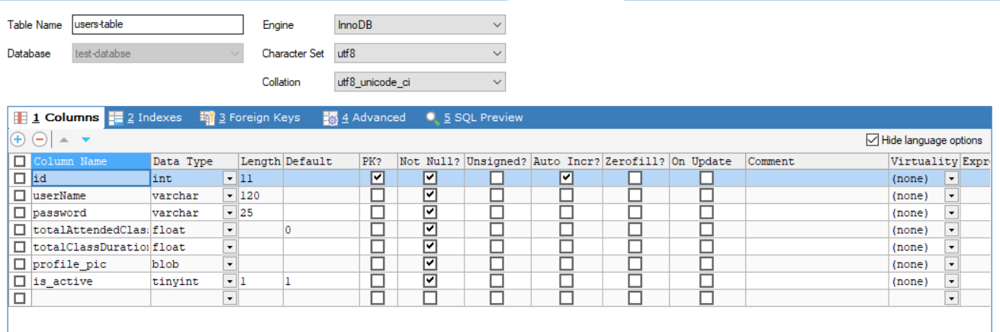 Table Name users-table Engine InnoDB
Database test-databse Character Set utf8
Collation utf8_unicode_ci
1 Columns 2 Indexes 3 Foreign Keys 4 Advanced 5 SQL Preview
Hide language options
Column Name Data Type Length Default PK? Not Null? Unsigned? Auto Incr? Zerofill? On Update Comment Virtuality Expr
id int 11 (none)
userName varchar 120 (none)
password varchar 25 (none)
totalAttendedClas float 0 (none)
totalClassDuration float (none)
profile_pic blob (none)
is_active tinyint 1 1 (none)